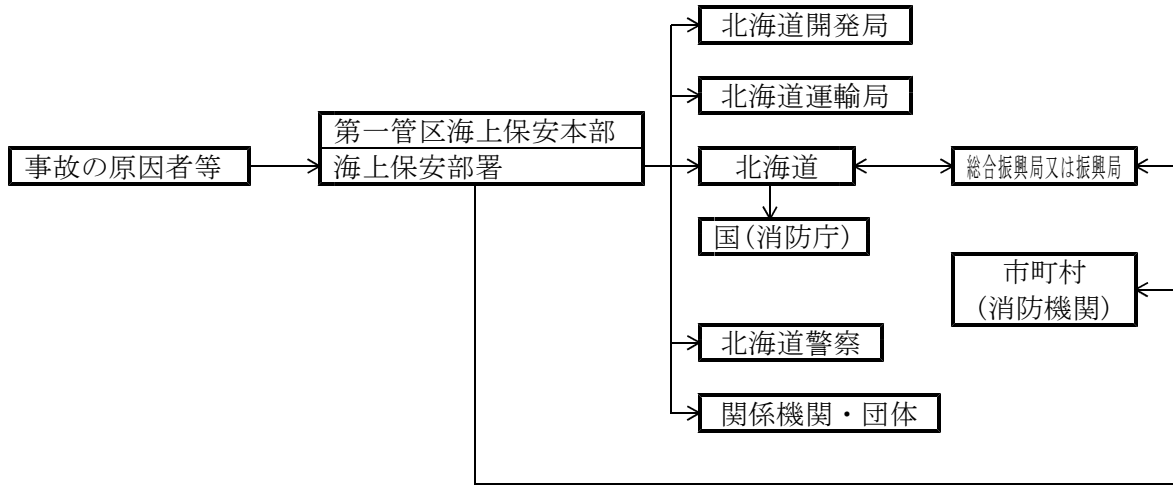 北海道開発局
北海道運輸局
第一管区海上保安本部
海上保安部署
事故の原因者等
北海道
総合振興局又は振興局
国(消防庁)
市町村
(消防機関)
北海道警察
関係機関・団体